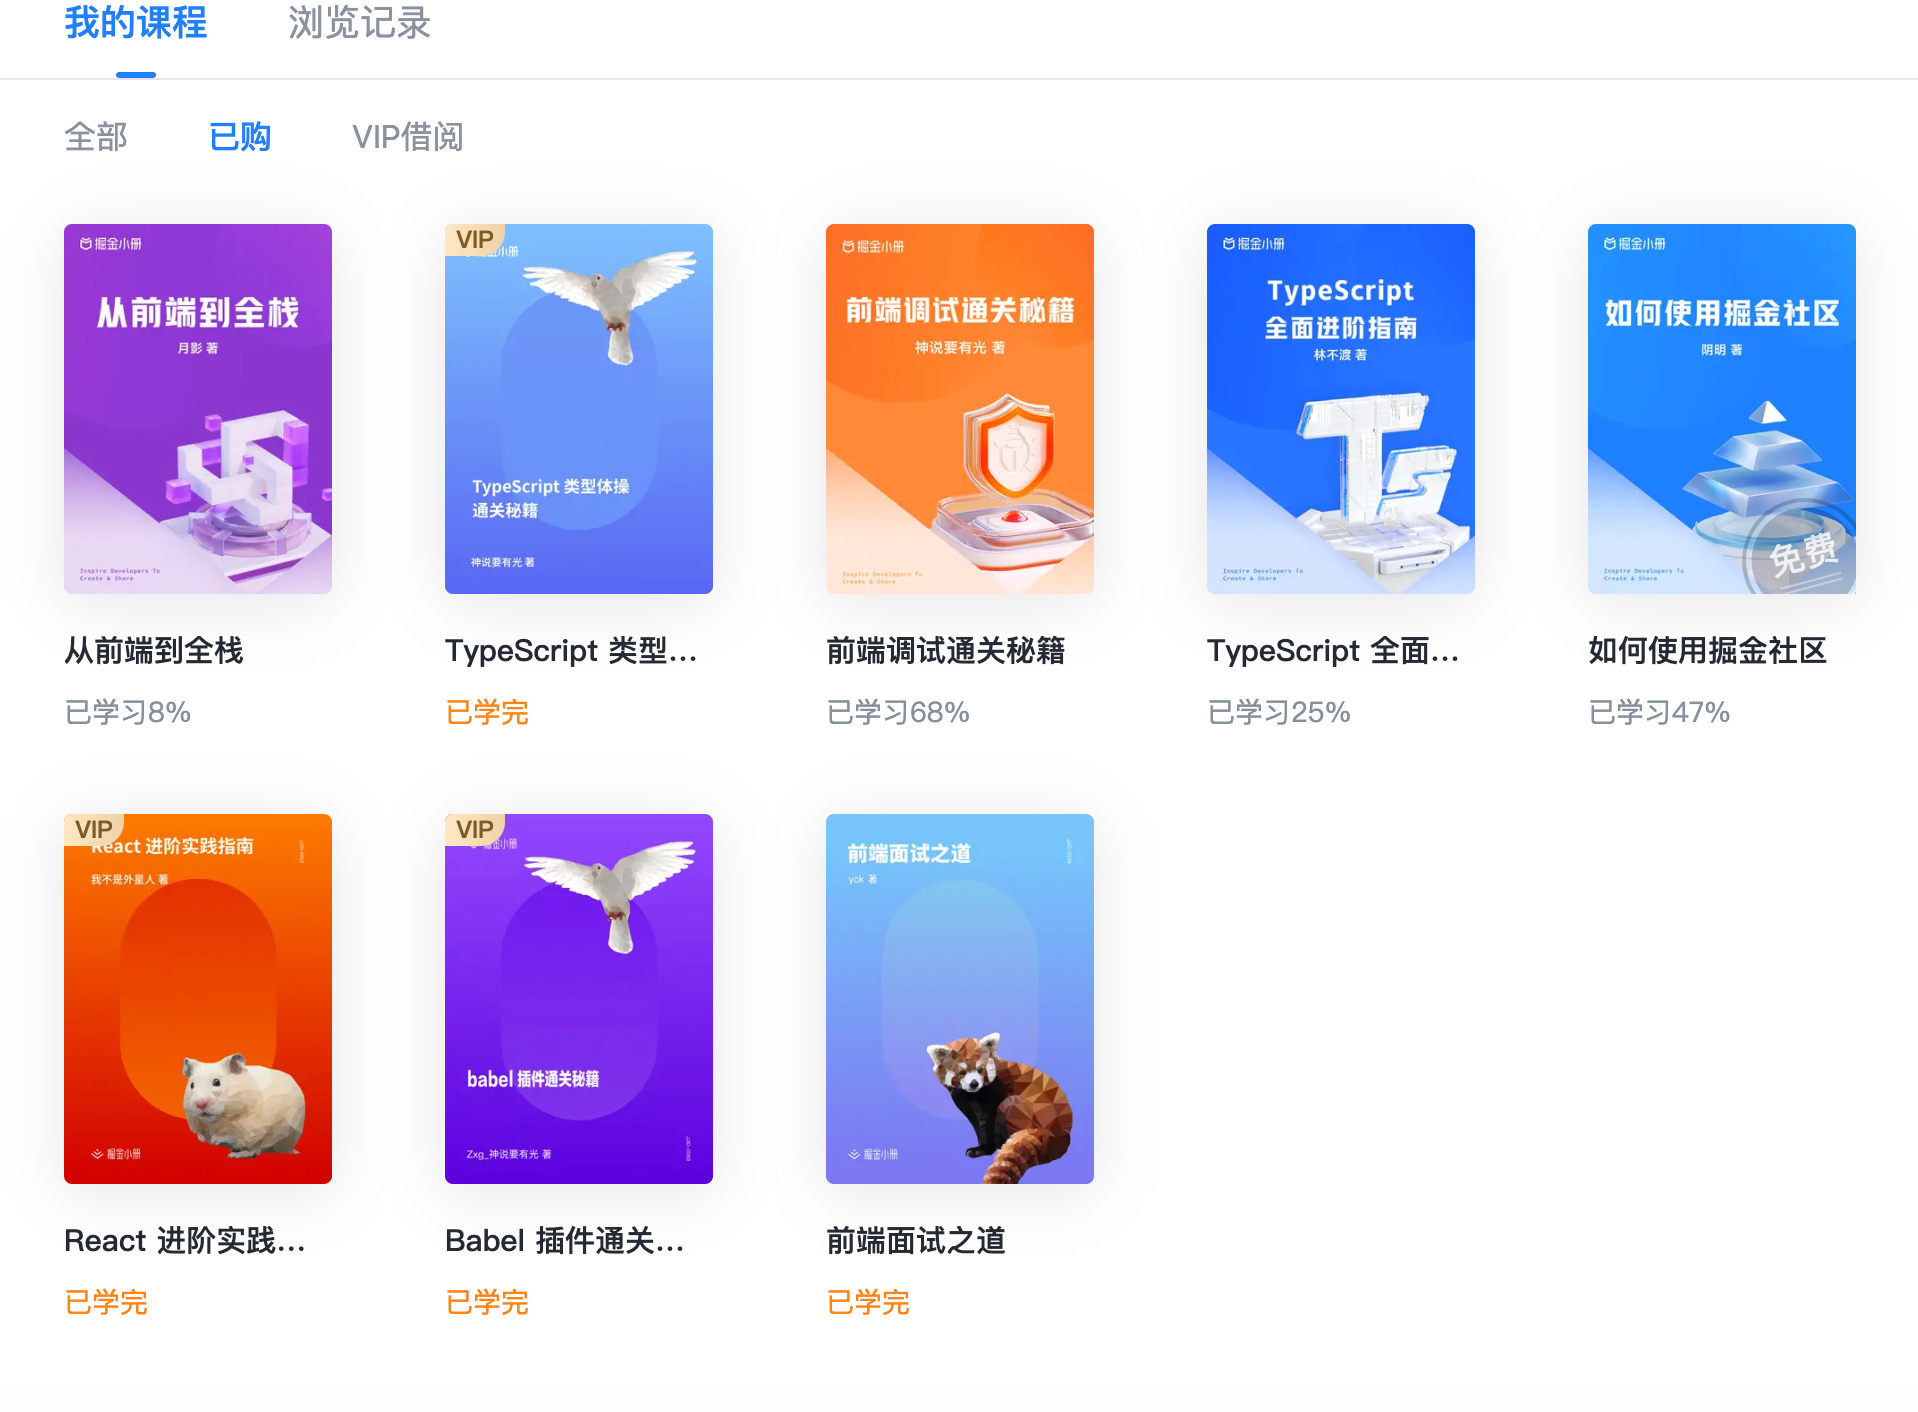 我的课程
浏览记录
全部
已购
VIP借阅
掘金小册
从前端到全栈
月影 著
Inspire Developers To
Create & Share
从前端到全栈
已学习8%
VIP
金小册
TypeScript 类型体操
通关秘籍
神说要有光 著
TypeScript 类型...
已学完
掘金小册
前端调试通关秘籍
神说要有光 著
Inspire Developers To
Create & Share
前端调试通关秘籍
已学习68%
掘金小册
TypeScript
全面进阶指南
林不渡 著
Inspire Developers To
Create & Share
TypeScript 全面...
已学习25%
掘金小册
如何使用掘金社区
阴明 著
免费
Inspire Developers To
Create & Share
如何使用掘金社区
已学习47%
VIP
React 进阶实践指南
我不是外星人 著
掘金小册
React 进阶实践...
已学完
VIP
掘金小册
babel 插件通关秘籍
Zxg_神说要有光 著
Babel 插件通关...
已学完
前端面试之道
yck 著
掘金小册
前端面试之道
已学完